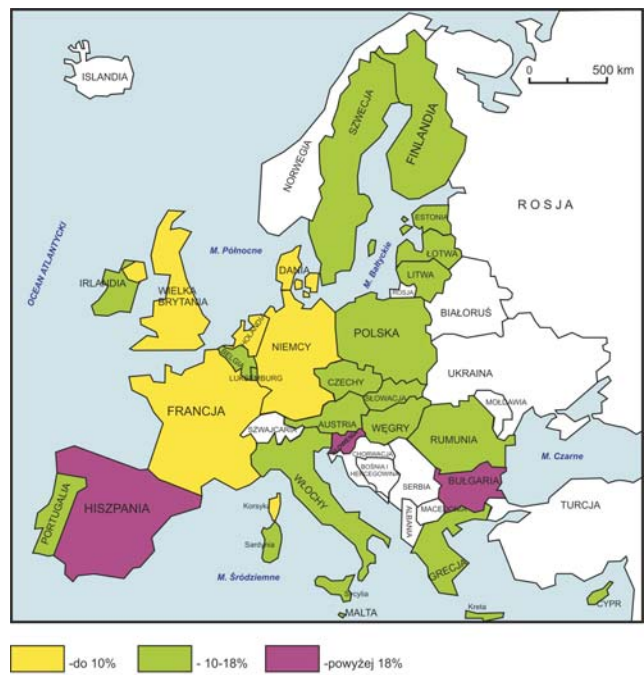 ISLANDIA
0 500 km
NORWEGIA
SZWECJA
FINLANDIA
ROSJA
OCEAN ATLANTYCKI
M. Północne
M. Bałtyckie
ESTONIA
ŁOTWA
LITWA
ROSJA
DANIA
IRLANDIA
WIELKA
BRYTANIA
BIAŁORUŚ
POLSKA
NIEMCY
BELGIA
LUKSEMBURG
UKRAINA
CZECHY
SŁOWACJA
MOŁDAWIA
FRANCJA
SZWAJCARIA
AUSTRIA
WĘGRY
RUMUNIA
CHORWACJA
BOŚNIA I
HERCEGOWINA
SERBIA
M. Czarne
BUŁGARIA
HISZPANIA
PORTUGALIA
WŁOCHY
Korsyka
Sardynia
ALBANIA
TURCJA
GRECJA
M. Śródziemne
Sycylia
MALTA
Kreta
CYPR
-do 10%
- 10-18%
-powyżej 18%